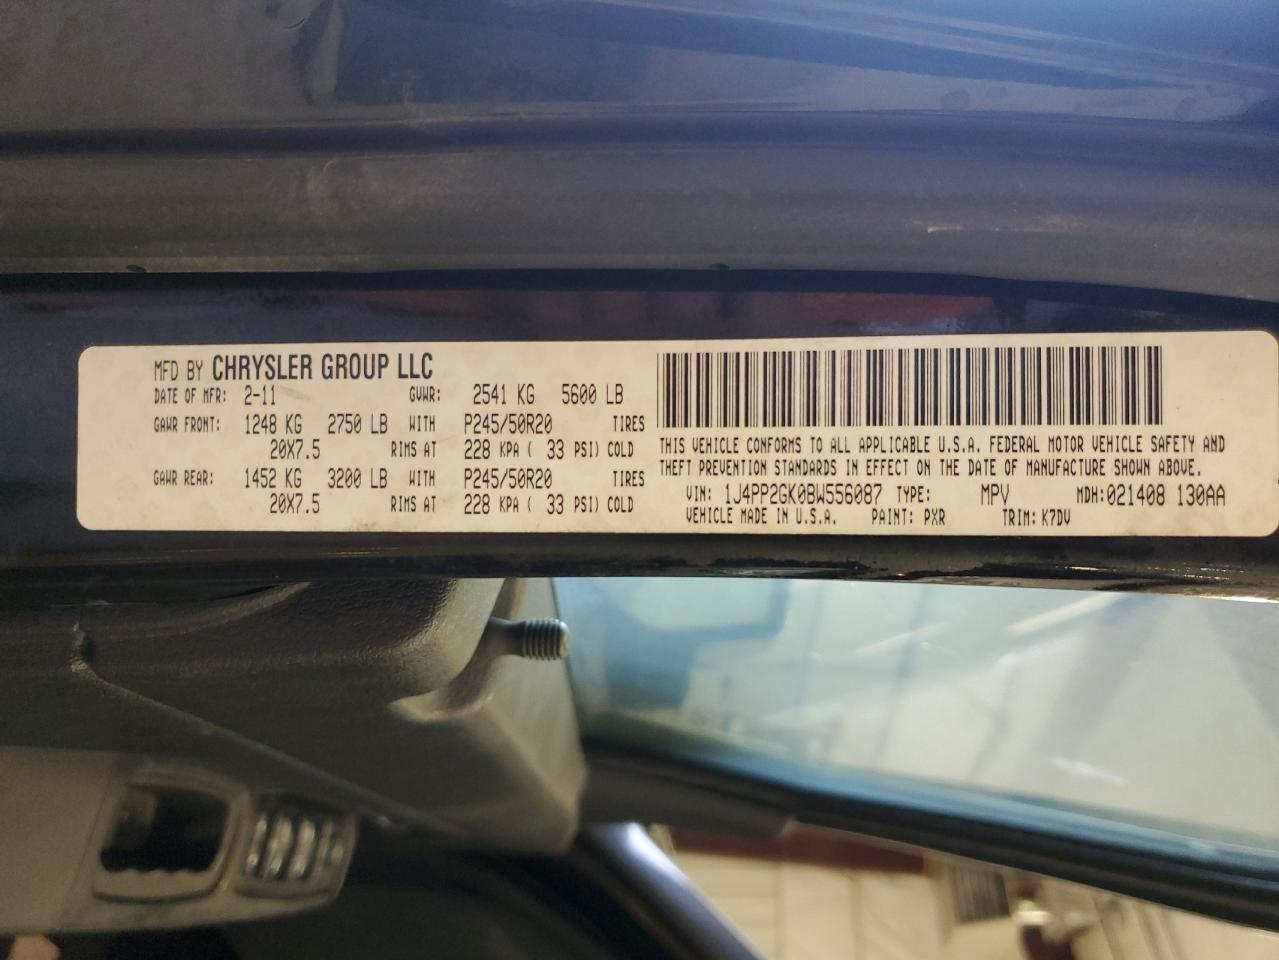 MFD BY CHRYSLER GROUP LLC
DATE OF MFR: 2-11 GVWR: 2541 KG 5600 LB
GAWR FRONT: 1248 KG 2750 LB WITH P245/50R20 TIRES
20X7.5 RIMS AT 228 KPA ( 33 PSI) COLD
GAWR REAR: 1452 KG 3200 LB WITH P245/50R20 TIRES
20X7.5 RIMS AT 228 KPA ( 33 PSI) COLD
THIS VEHICLE CONFORMS TO ALL APPLICABLE U.S.A. FEDERAL MOTOR VEHICLE SAFETY AND
THEFT PREVENTION STANDARDS IN EFFECT ON THE DATE OF MANUFACTURE SHOWN ABOVE.
VIN: 1J4PP2GK0BW556087 TYPE: MPV MDH:021408 130AA
VEHICLE MADE IN U.S.A. PAINT: PXR TRIM: K7DV